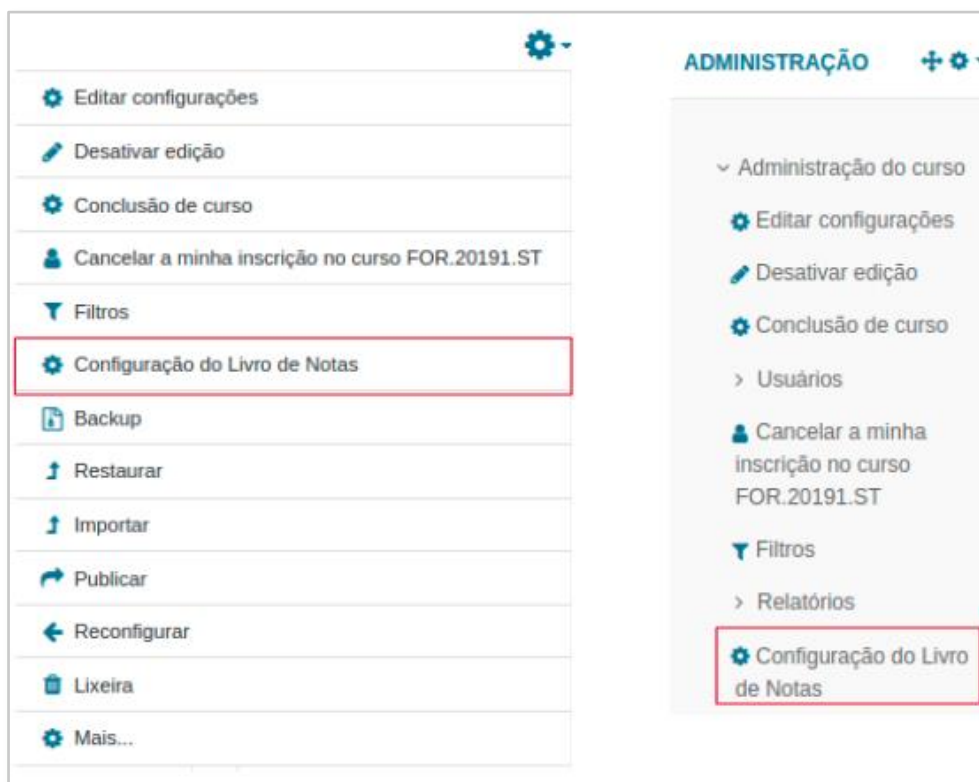 Editar configurações
Desativar edição
Conclusão de curso
Cancelar a minha inscrição no curso FOR.20191.ST
Filtros
Configuração do Livro de Notas
Backup
Restaurar
Importar
Publicar
Reconfigurar
Lixeira
Mais...
ADMINISTRAÇÃO
Administração do curso
Editar configurações
Desativar edição
Conclusão de curso
Usuários
Cancelar a minha
inscrição no curso
FOR.20191.ST
Filtros
Relatórios
Configuração do Livro
de Notas